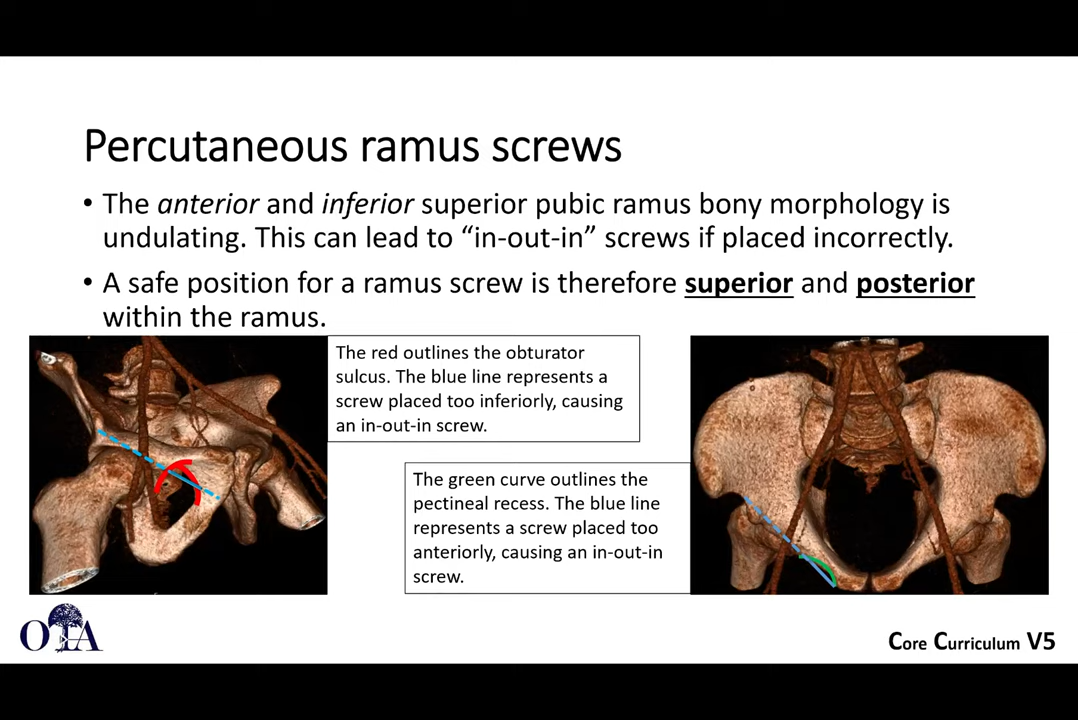 Percutaneous ramus screws
• The anterior and inferior superior pubic ramus bony morphology is
undulating. This can lead to “in-out-in” screws if placed incorrectly.
• A safe position for a ramus screw is therefore superior and posterior
within the ramus.
The red outlines the obturator
sulcus. The blue line represents a
screw placed too inferiorly, causing
an in-out-in screw.
The green curve outlines the
pectineal recess. The blue line
represents a screw placed too
anteriorly, causing an in-out-in
screw.
OTA
Core Curriculum V5